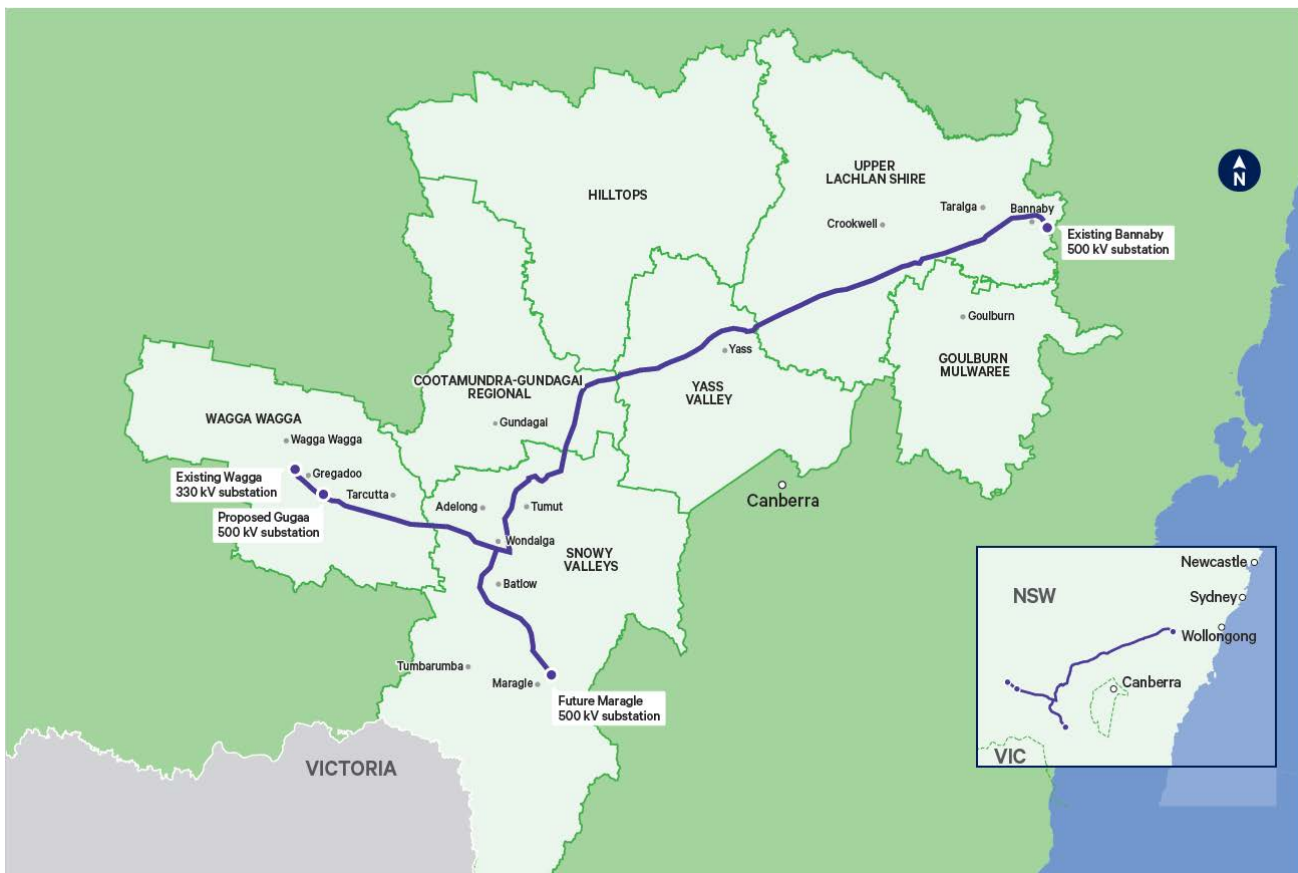 HILLTOPS
UPPER
LACHLAN SHIRE
N
Taralga
Bannaby
Crookwell
Existing Bannaby
500 kV substation
Goulburn
GOULBURN
MULWAREE
Yass
YASS
VALLEY
COOTAMUNDRA-GUNDAGAI
REGIONAL
Gundagai
WAGGA WAGGA
Wagga Wagga
Existing Wagga
330 kV substation
Gregadoo
Tarcutta
Proposed Gugaa
500 kV substation
Adelong
Tumut
Canberra
Wondalga
SNOWY
VALLEYS
Batlow
Tumbarumba
Maragle
Future Maragle
500 kV substation
VICTORIA
Newcastle
NSW
Sydney
Wollongong
Canberra
VIC